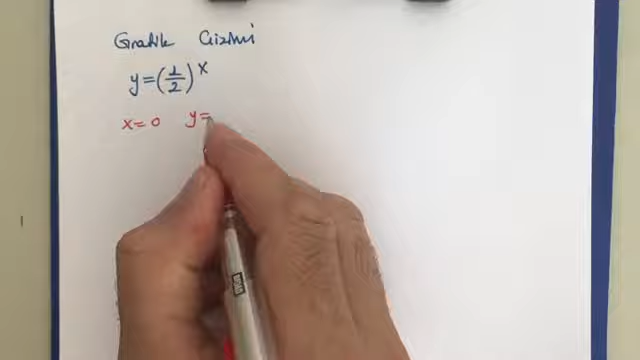 Grafik Çizimi
y=(1/2)^x
x=0 y=